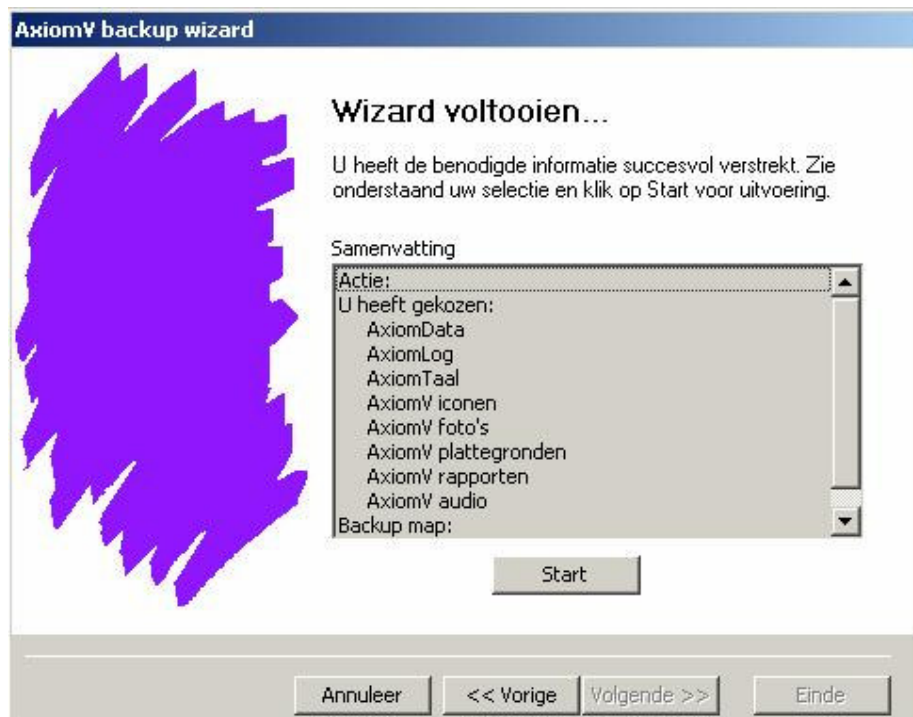 AxiomV backup wizard
Wizard voltooien...
U heeft de benodigde informatie succesvol verstrekt. Zie
onderstaand uw selectie en klik op Start voor uitvoering.
Samenvatting
Actie:
U heeft gekozen:
AxiomData
AxiomLog
AxiomTaal
AxiomV iconen
AxiomV foto's
AxiomV plattegronden
AxiomV rapporten
AxiomV audio
Backup map:
Start
Annuleer
<< Vorige
Volgende >>
Einde